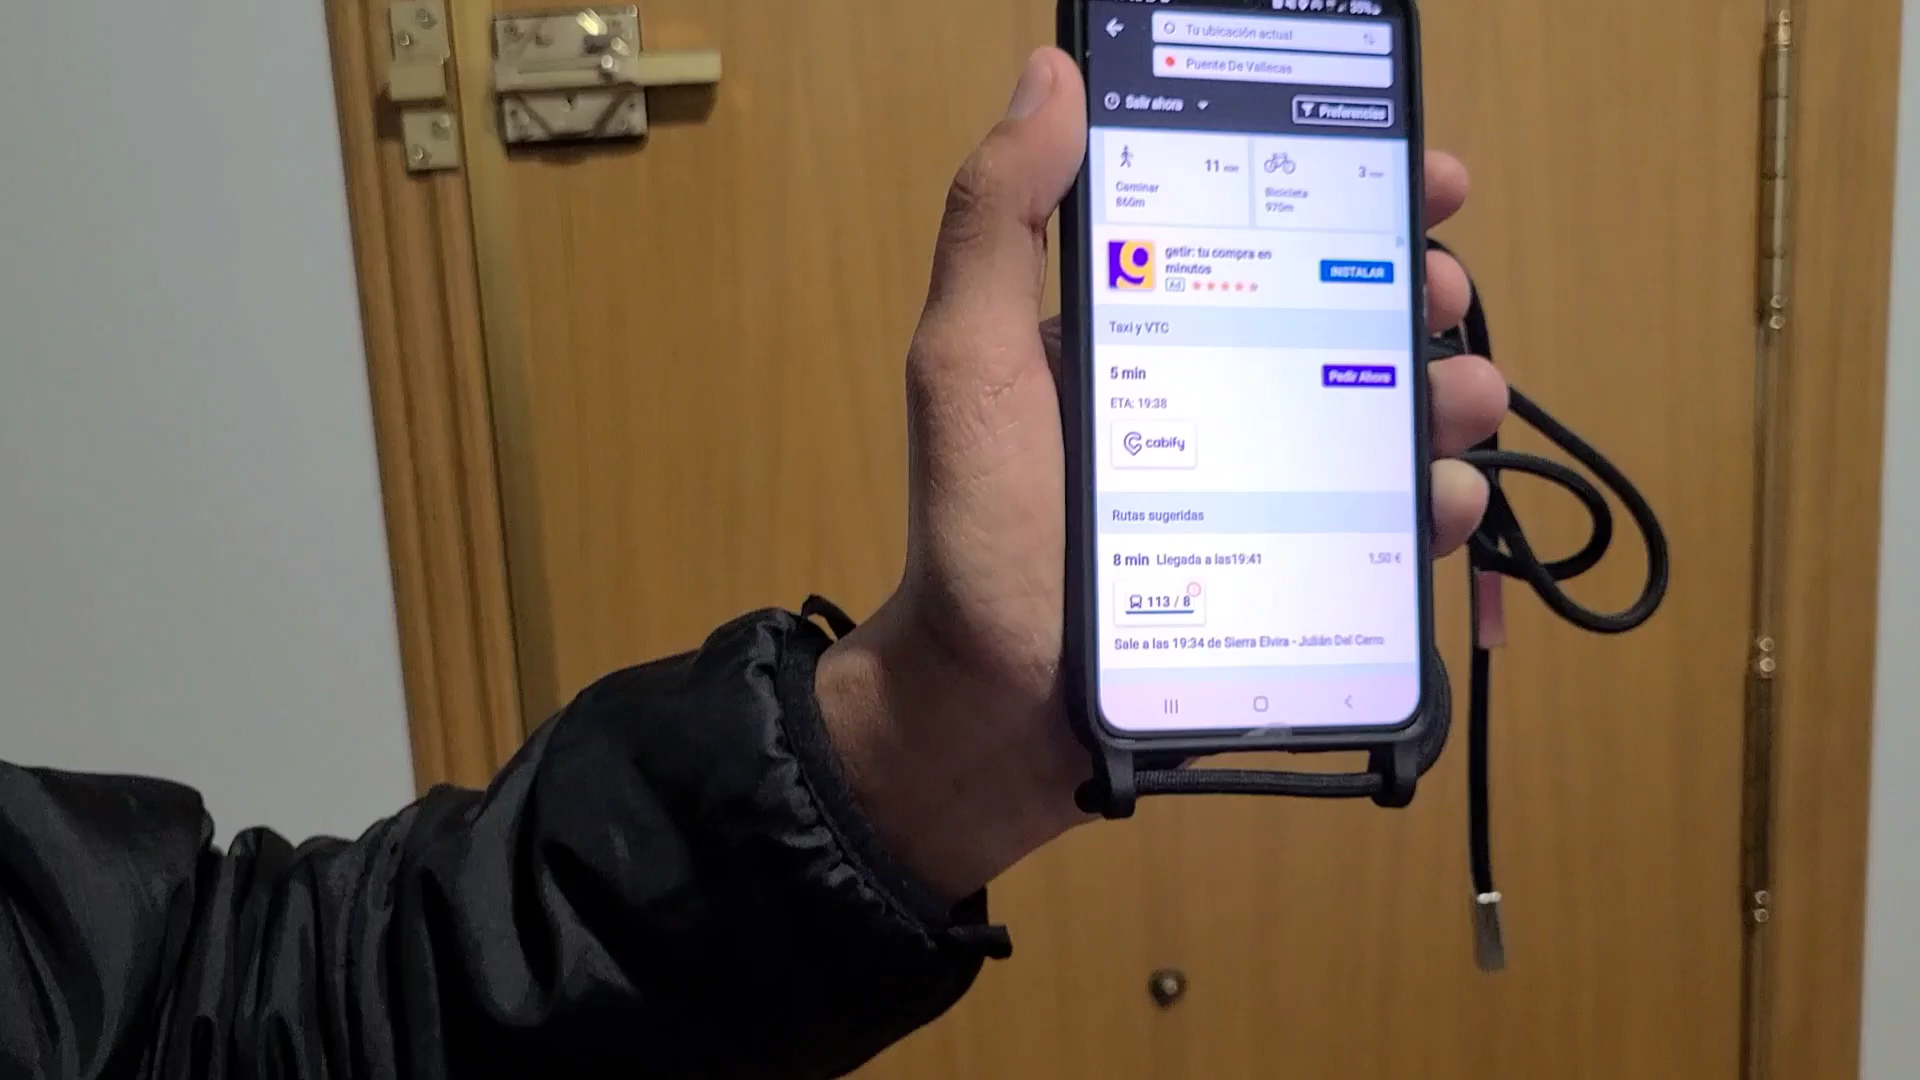 Tu ubicación actual
Puente De Vallecas
Salir ahora
Preferencias
11 min
Caminar
860m
3 min
Bicicleta
970m
getir: tu compra en
minutos
Ad
INSTALAR
Taxi y VTC
5 min
Pedir Ahora
ETA: 19:38
cabify
Rutas sugeridas
8 min Llegada a las19:41
1,50 €
113 / 8
Sale a las 19:34 de Sierra Elvira - Julián Del Cerro